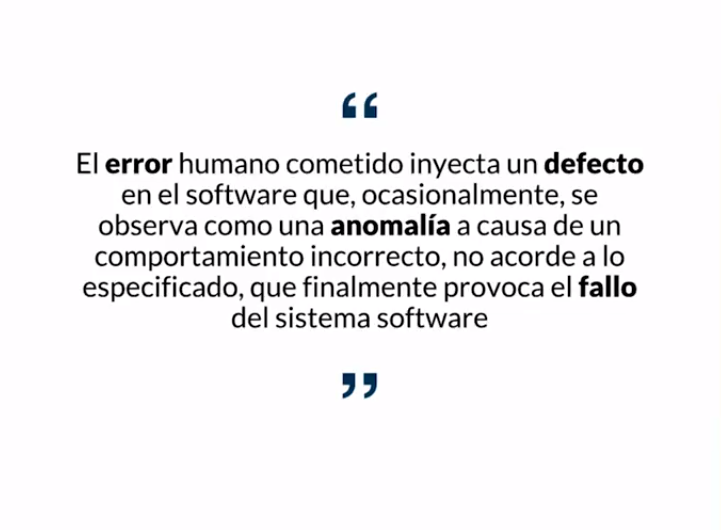 “
El error humano cometido inyecta un defecto
en el software que, ocasionalmente, se
observa como una anomalía a causa de un
comportamiento incorrecto, no acorde a lo
especificado, que finalmente provoca el fallo
del sistema software
”